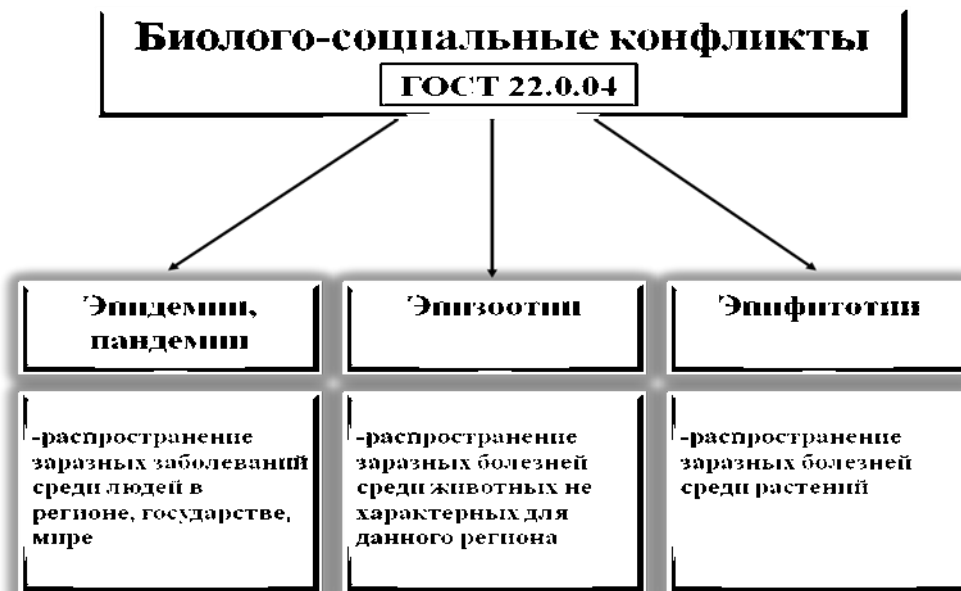 Биолого-социальные конфликты
ГОСТ 22.0.04
Эпидемии,
пандемии
Эпизоотии
Эпифитотии
-распространение
заразных заболеваний
среди людей в
регионе, государстве,
мире
-распространение
заразных болезней
среди животных не
характерных для
данного региона
-распространение
заразных болезней
среди растений